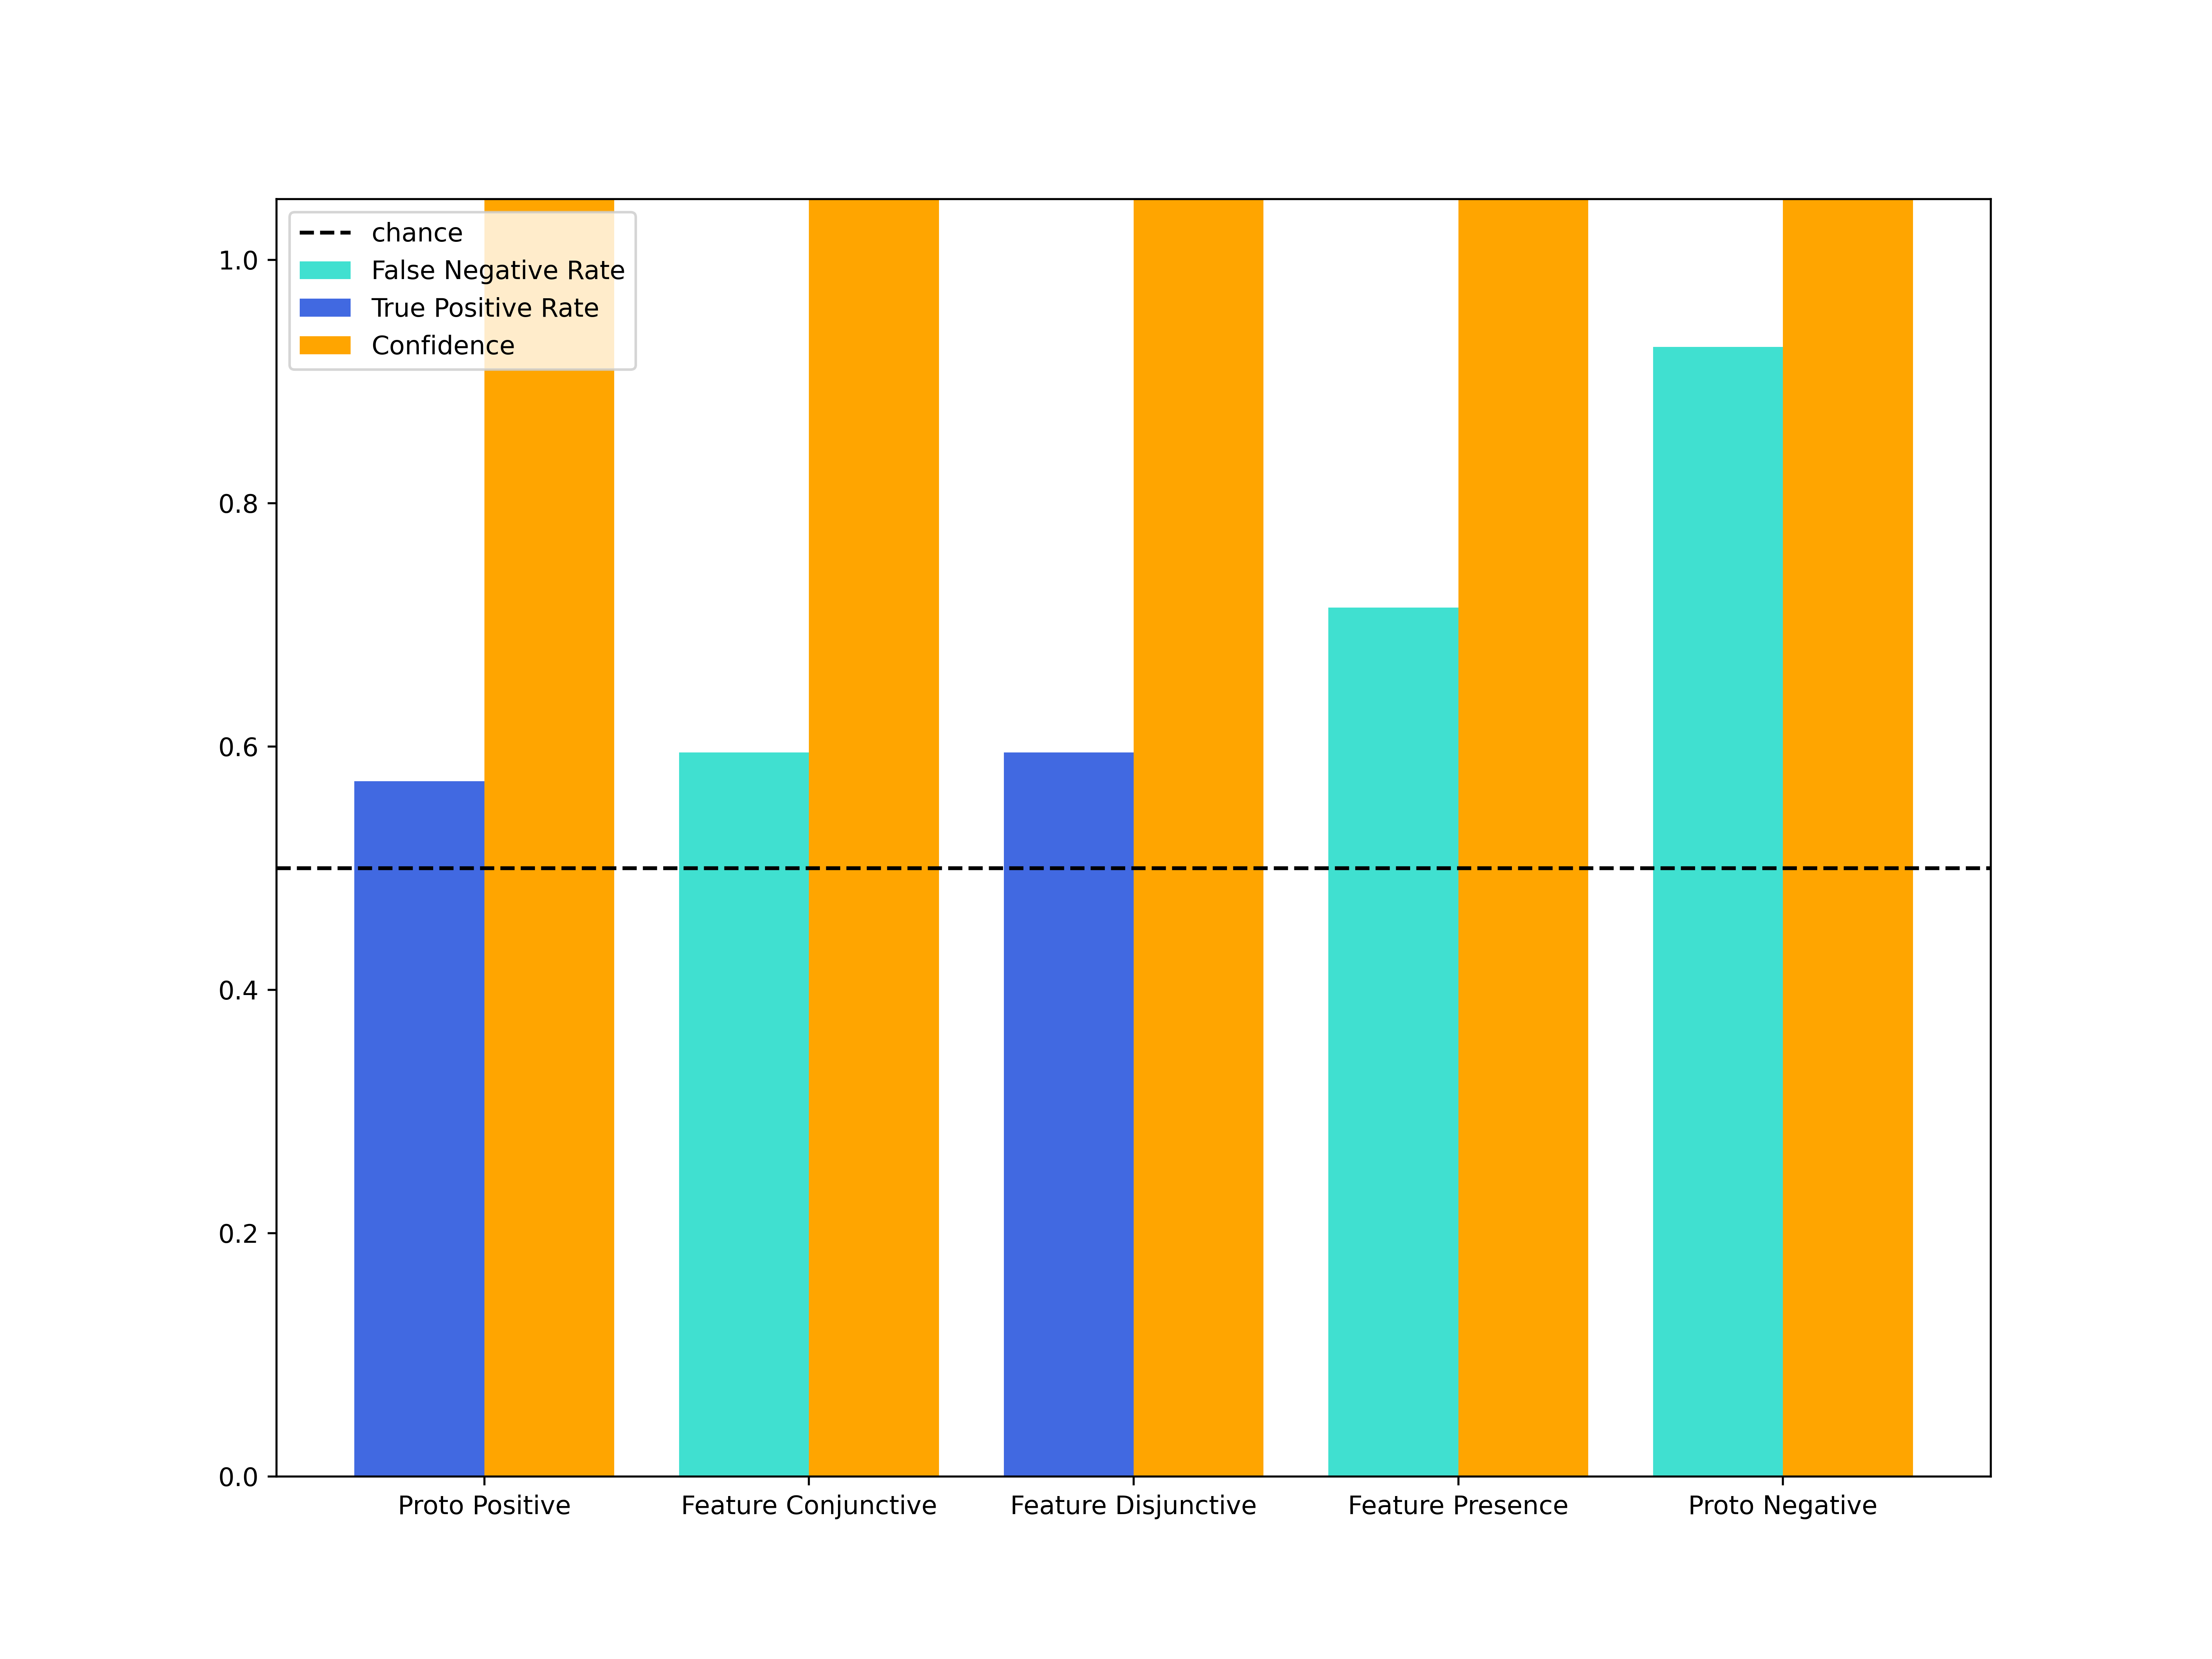 chance
False Negative Rate
True Positive Rate
Confidence
1.0
0.8
0.6
0.4
0.2
0.0
Proto Positive Feature Conjunctive Feature Disjunctive Feature Presence Proto Negative